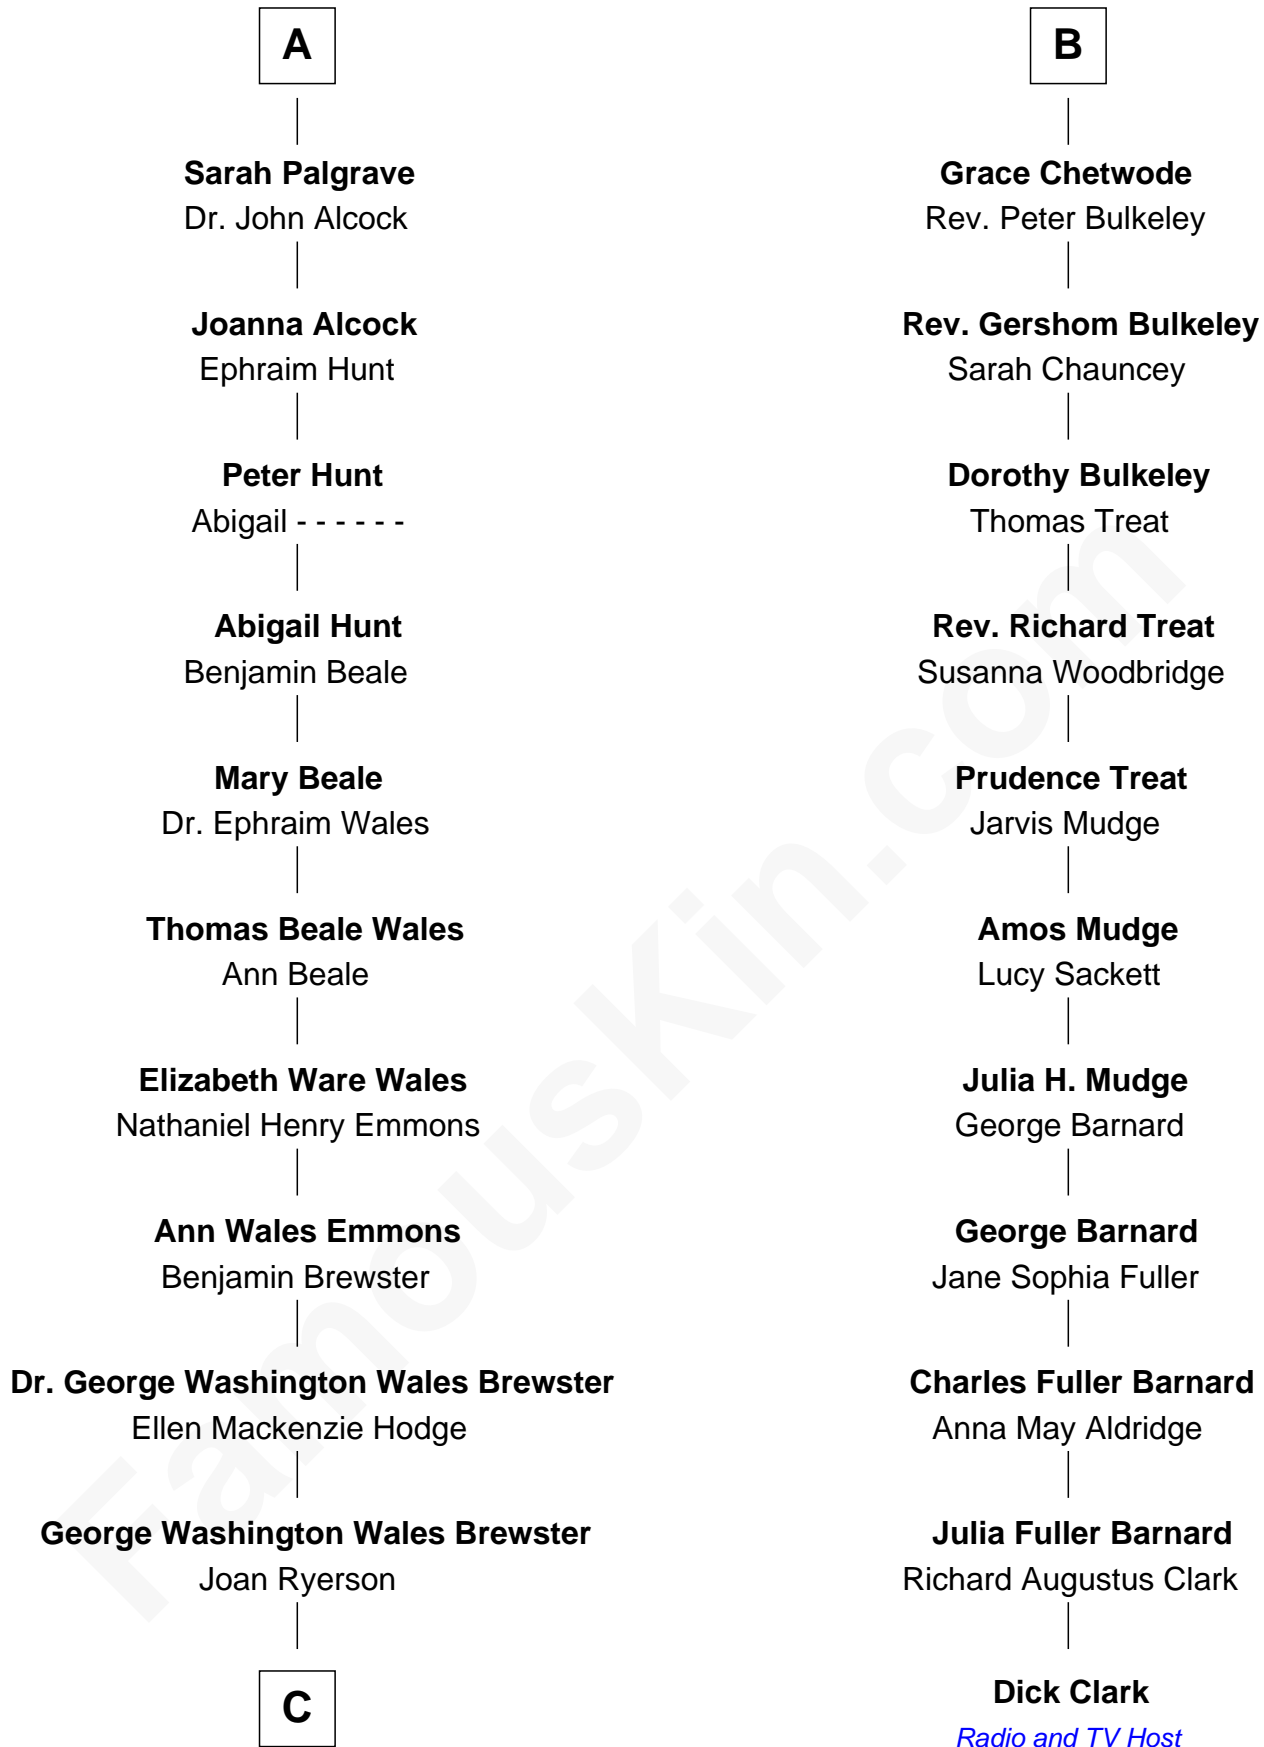 A
Sarah Palgrave
Dr. John Alcock
Joanna Alcock
Ephraim Hunt
Peter Hunt
Abigail - - - - - -
Abigail Hunt
Benjamin Beale
Mary Beale
Dr. Ephraim Wales
Thomas Beale Wales
Ann Beale
Elizabeth Ware Wales
Nathaniel Henry Emmons
Ann Wales Emmons
Benjamin Brewster
Dr. George Washington Wales Brewster
Ellen Mackenzie Hodge
George Washington Wales Brewster
Joan Ryerson
C
B
Grace Chetwode
Rev. Peter Bulkeley
Rev. Gershom Bulkeley
Sarah Chauncey
Dorothy Bulkeley
Thomas Treat
Rev. Richard Treat
Susanna Woodbridge
Prudence Treat
Jarvis Mudge
Amos Mudge
Lucy Sackett
Julia H. Mudge
George Barnard
George Barnard
Jane Sophia Fuller
Charles Fuller Barnard
Anna May Aldridge
Julia Fuller Barnard
Richard Augustus Clark
Dick Clark
Radio and TV Host
FamousKin.com